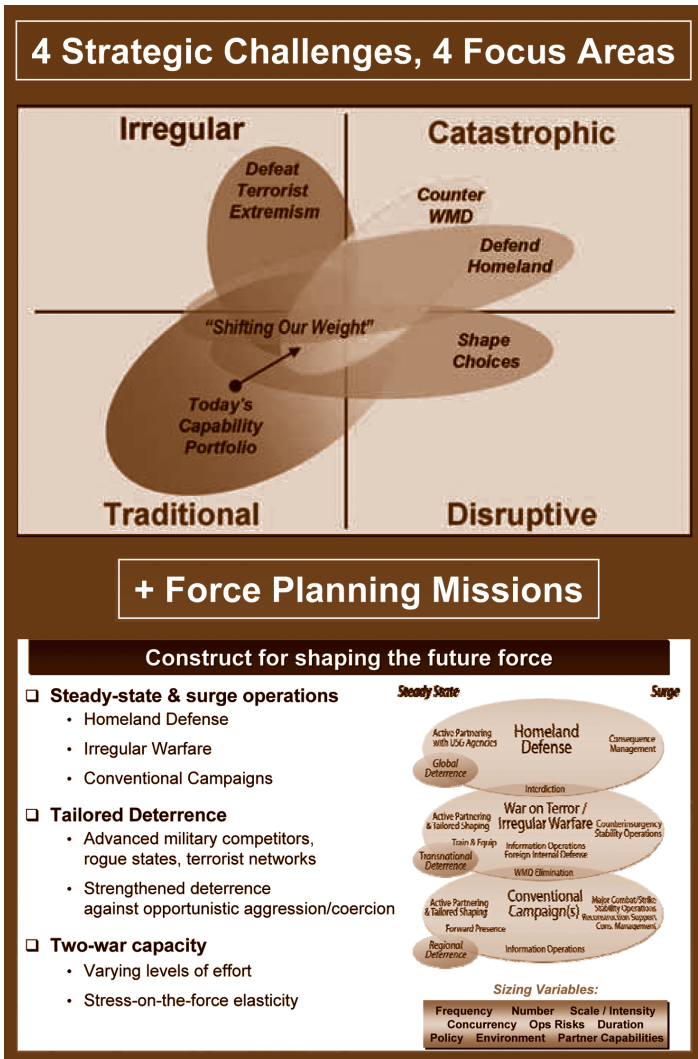 4 Strategic Challenges, 4 Focus Areas
Irregular
Catastrophic
Defeat
Terrorist
Extremism
Counter
WMD
Defend
Homeland
“Shifting Our Weight”
Shape
Choices
Today's
Capability
Portfolio
Traditional
Disruptive
+ Force Planning Missions
Construct for shaping the future force
❑ Steady-state & surge operations
• Homeland Defense
• Irregular Warfare
• Conventional Campaigns
❑ Tailored Deterrence
• Advanced military competitors,
rogue states, terrorist networks
• Strengthened deterrence
against opportunistic aggression/coercion
❑ Two-war capacity
• Varying levels of effort
• Stress-on-the-force elasticity
Steady State
Surge
Active Partnering
with USG Agencies
Homeland
Defense
Consequence
Management
Global
Deterrence
Interdiction
Active Partnering
& Tailored Shaping
War on Terror /
Irregular Warfare
Counterinsurgency
Stability Operations
Train & Equip
Information Operations
Foreign Internal Defense
Transnational
Deterrence
WMD Elimination
Active Partnering
& Tailored Shaping
Conventional
Campaign(s)
Major Combat/Strike
Stability Operations
Reconstruction Support
Cons. Management
Forward Presence
Regional
Deterrence
Information Operations
Sizing Variables:
Frequency Number Scale / Intensity
Concurrency Ops Risks Duration
Policy Environment Partner Capabilities